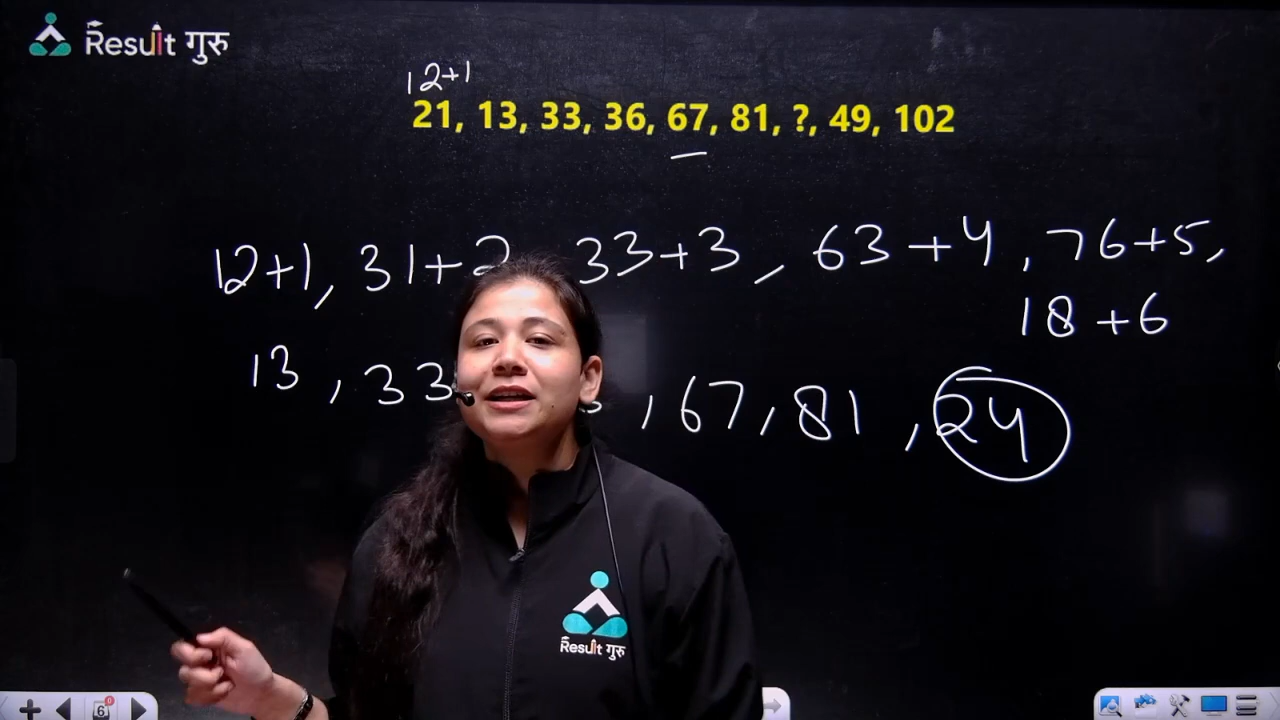 Result गुरु
12+1
21, 13, 33, 36, 67, 81, ?, 49, 102
12+1, 31+2 33+3, 63+4, 76+5,
18+6
13, 33 , 67, 81, 24
Result गुरु
6